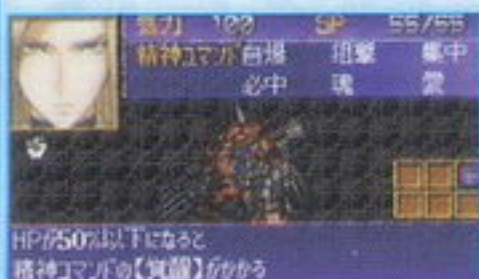 気力 100 SP 55/55
精神コマンド 自爆 狙撃 集中
必中 魂 愛
HPが50%以下になると
精神コマンドの【覚醒】がかかる